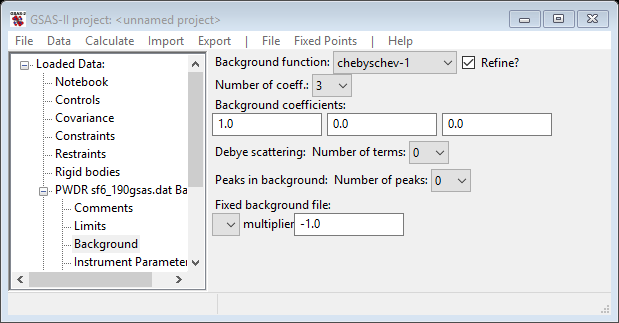 GSAS-II project: <unnamed project>
File Data Calculate Import Export | File Fixed Points | Help
Loaded Data:
Notebook
Controls
Covariance
Constraints
Restraints
Rigid bodies
PWDR sf6_190gsas.dat Ba
Comments
Limits
Background
Instrument Parameter
Background function: chebyschev-1 Refine?
Number of coeff.: 3
Background coefficients:
1.0 0.0 0.0
Debye scattering: Number of terms: 0
Peaks in background: Number of peaks: 0
Fixed background file:
multiplier -1.0